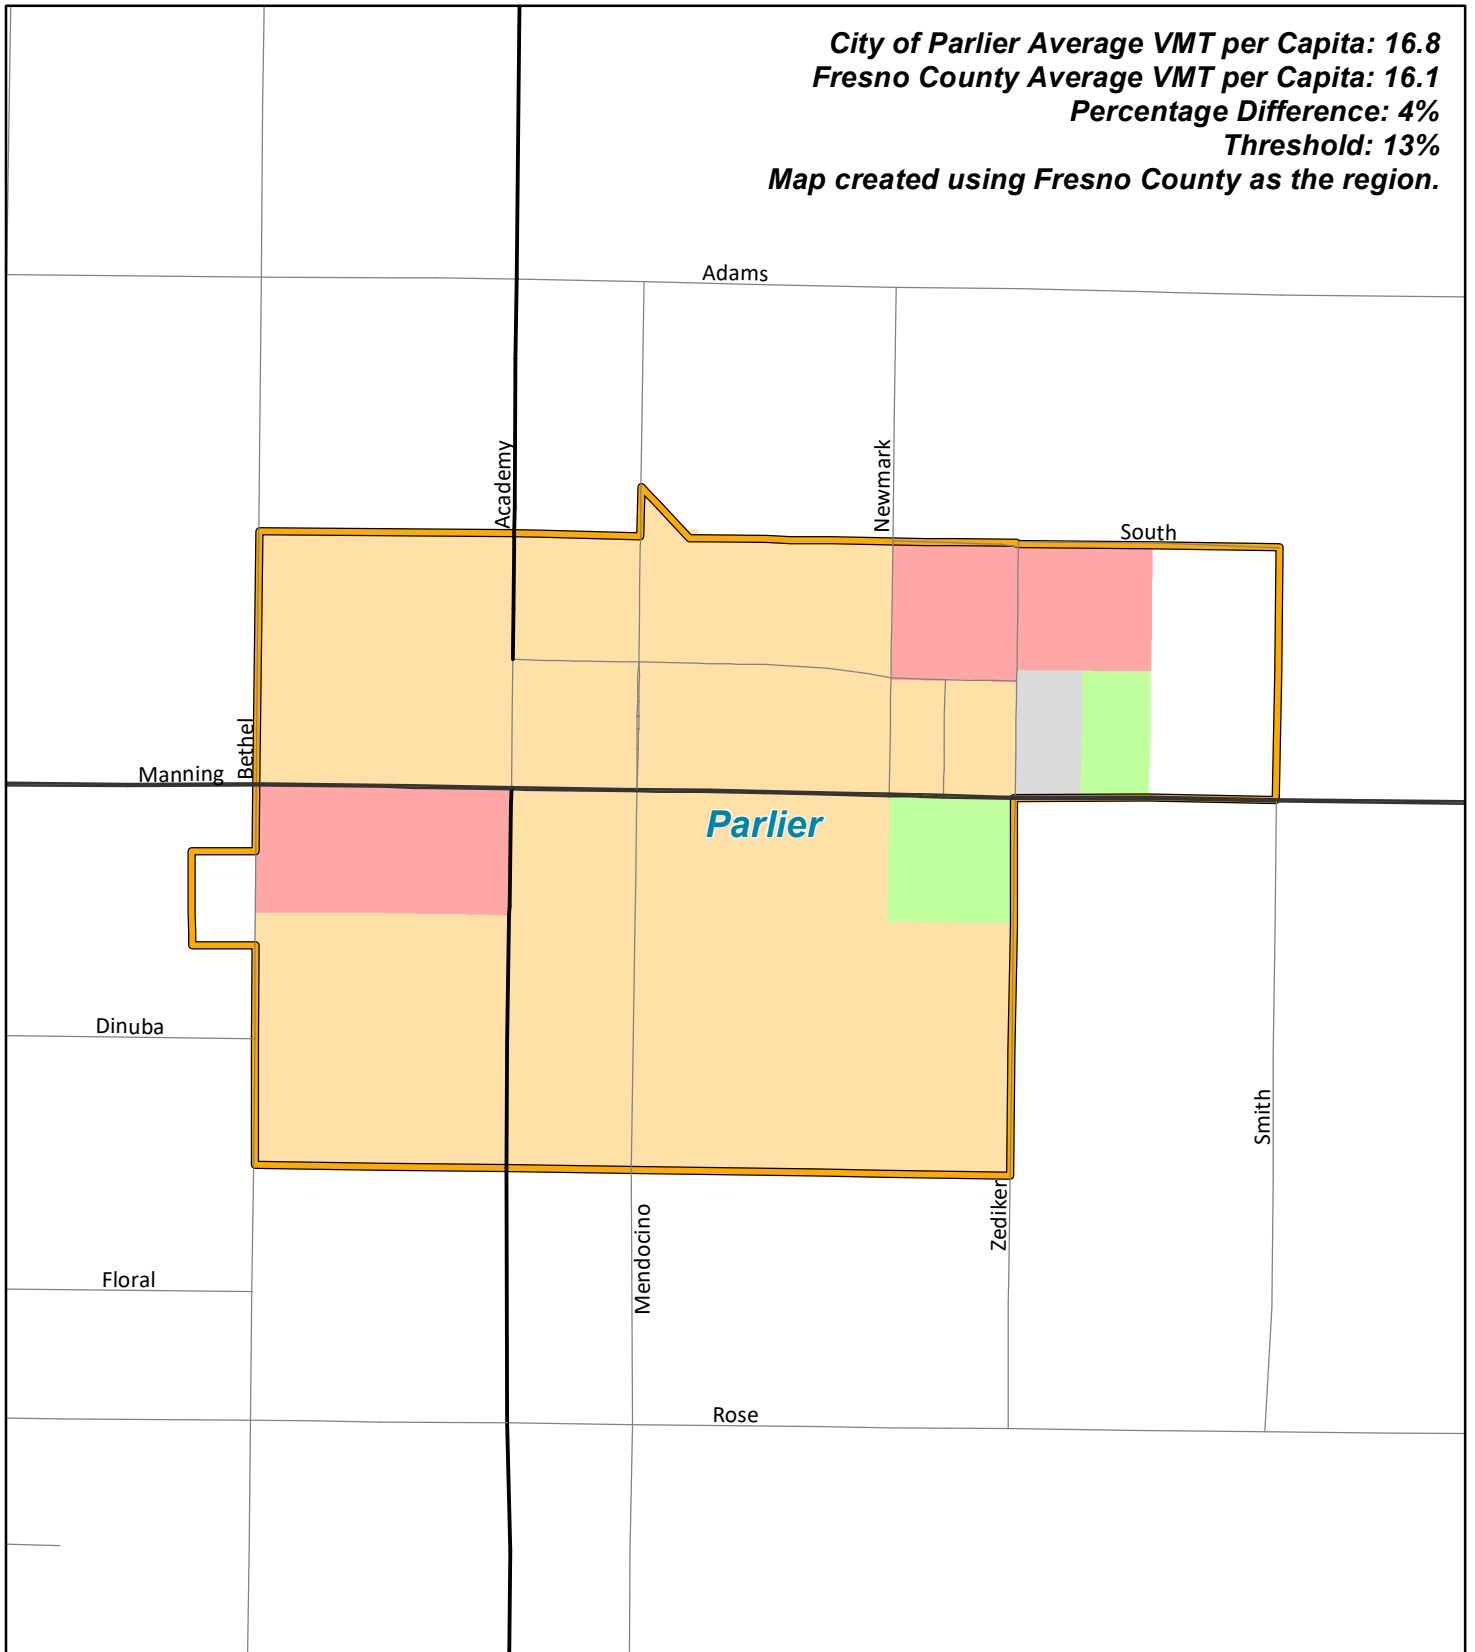 City of Parlier Average VMT per Capita: 16.8
Fresno County Average VMT per Capita: 16.1
Percentage Difference: 4%
Threshold: 13%
Map created using Fresno County as the region.
Adams
Academy
Newmark
South
Bethel
Manning
Parlier
Dinuba
Smith
Zediker
Mendocino
Floral
Rose